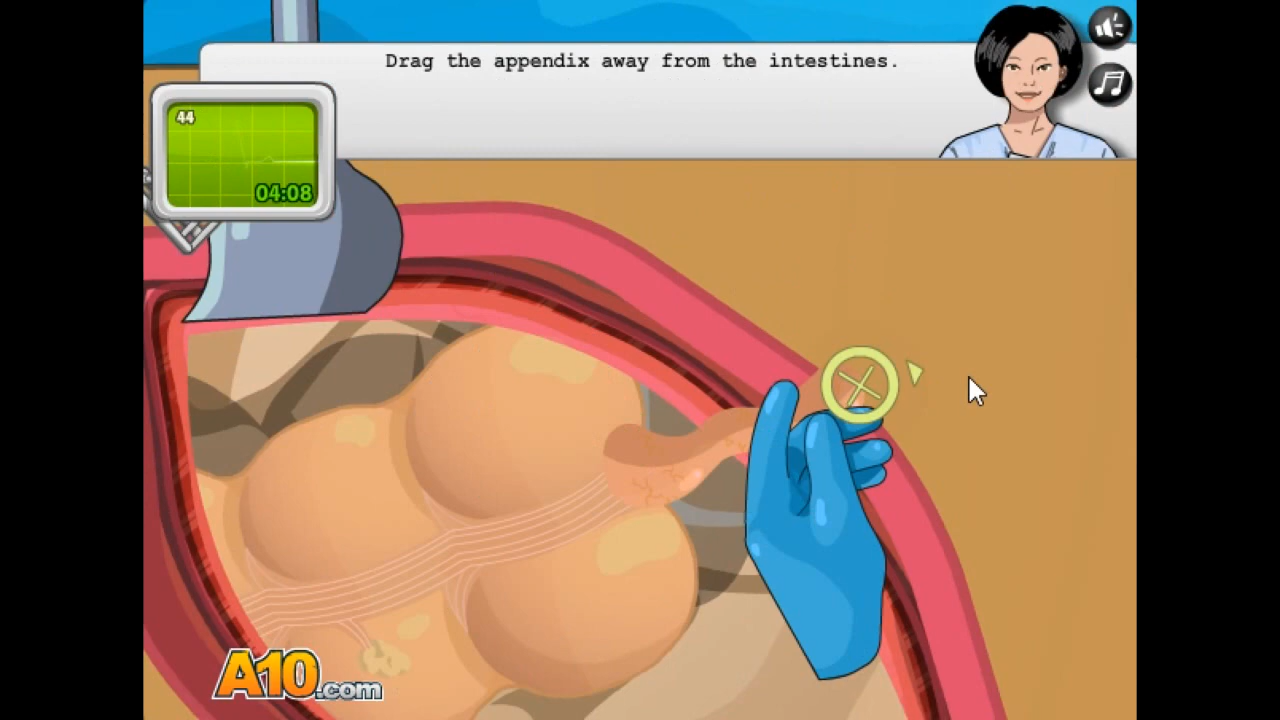 Drag the appendix away from the intestines.
44
04:08
A10.com